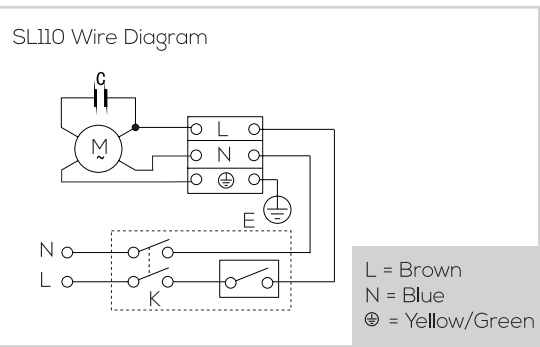 SL110 Wire Diagram
C
M
~
L
N
⏚
E
N
L
K
L = Brown
N = Blue
⏚ = Yellow/Green